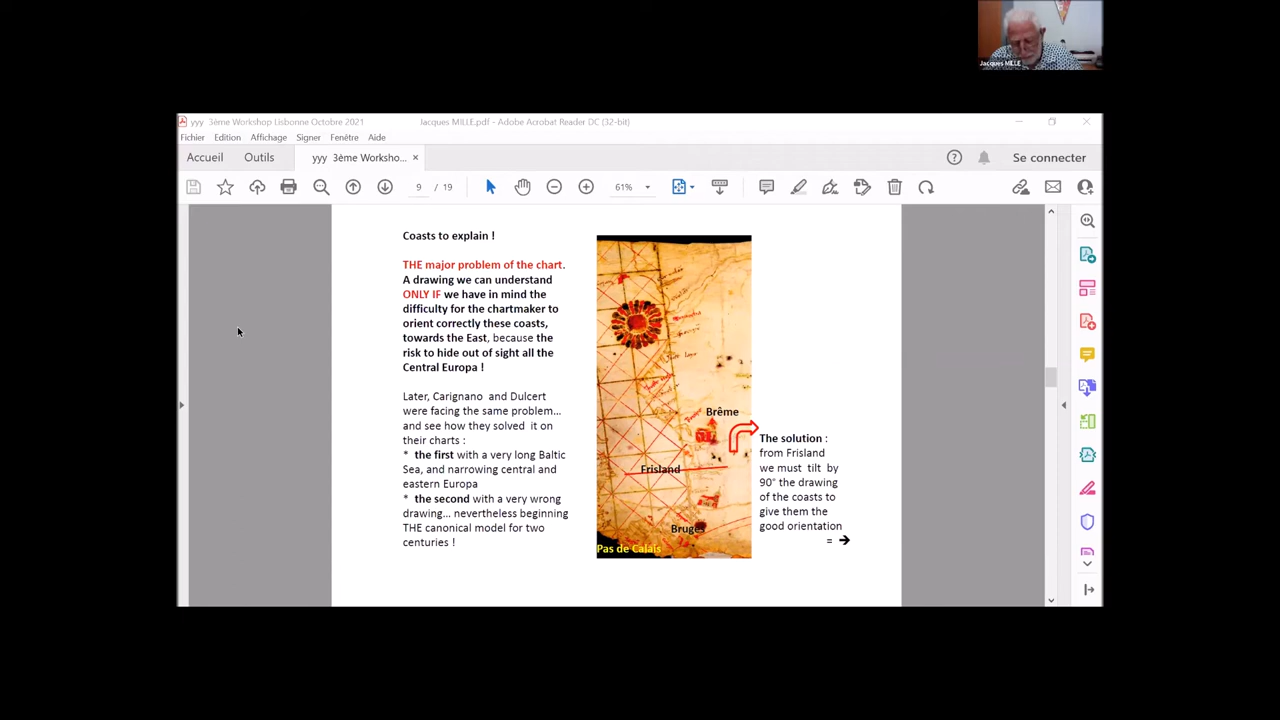 Jacques MILLE
yyy 3ème Workshop Lisbonne Octobre 2021 Jacques MILLE.pdf - Adobe Acrobat Reader DC (32-bit)
Fichier Edition Affichage Signer Fenêtre Aide
Accueil Outils yyy 3ème Worksho... × Se connecter
9 / 19 61%
Coasts to explain !
THE major problem of the chart.
A drawing we can understand
ONLY IF we have in mind the
difficulty for the chartmaker to
orient correctly these coasts,
towards the East, because the
risk to hide out of sight all the
Central Europa !
Later, Carignano and Dulcert
were facing the same problem...
and see how they solved it on
their charts :
* the first with a very long Baltic
Sea, and narrowing central and
eastern Europa
* the second with a very wrong
drawing... nevertheless beginning
THE canonical model for two
centuries !
Brême
Frisland
Bruges
Pas de Calais
The solution :
from Frisland
we must tilt by
90° the drawing
of the coasts to
give them the
good orientation
= ➔